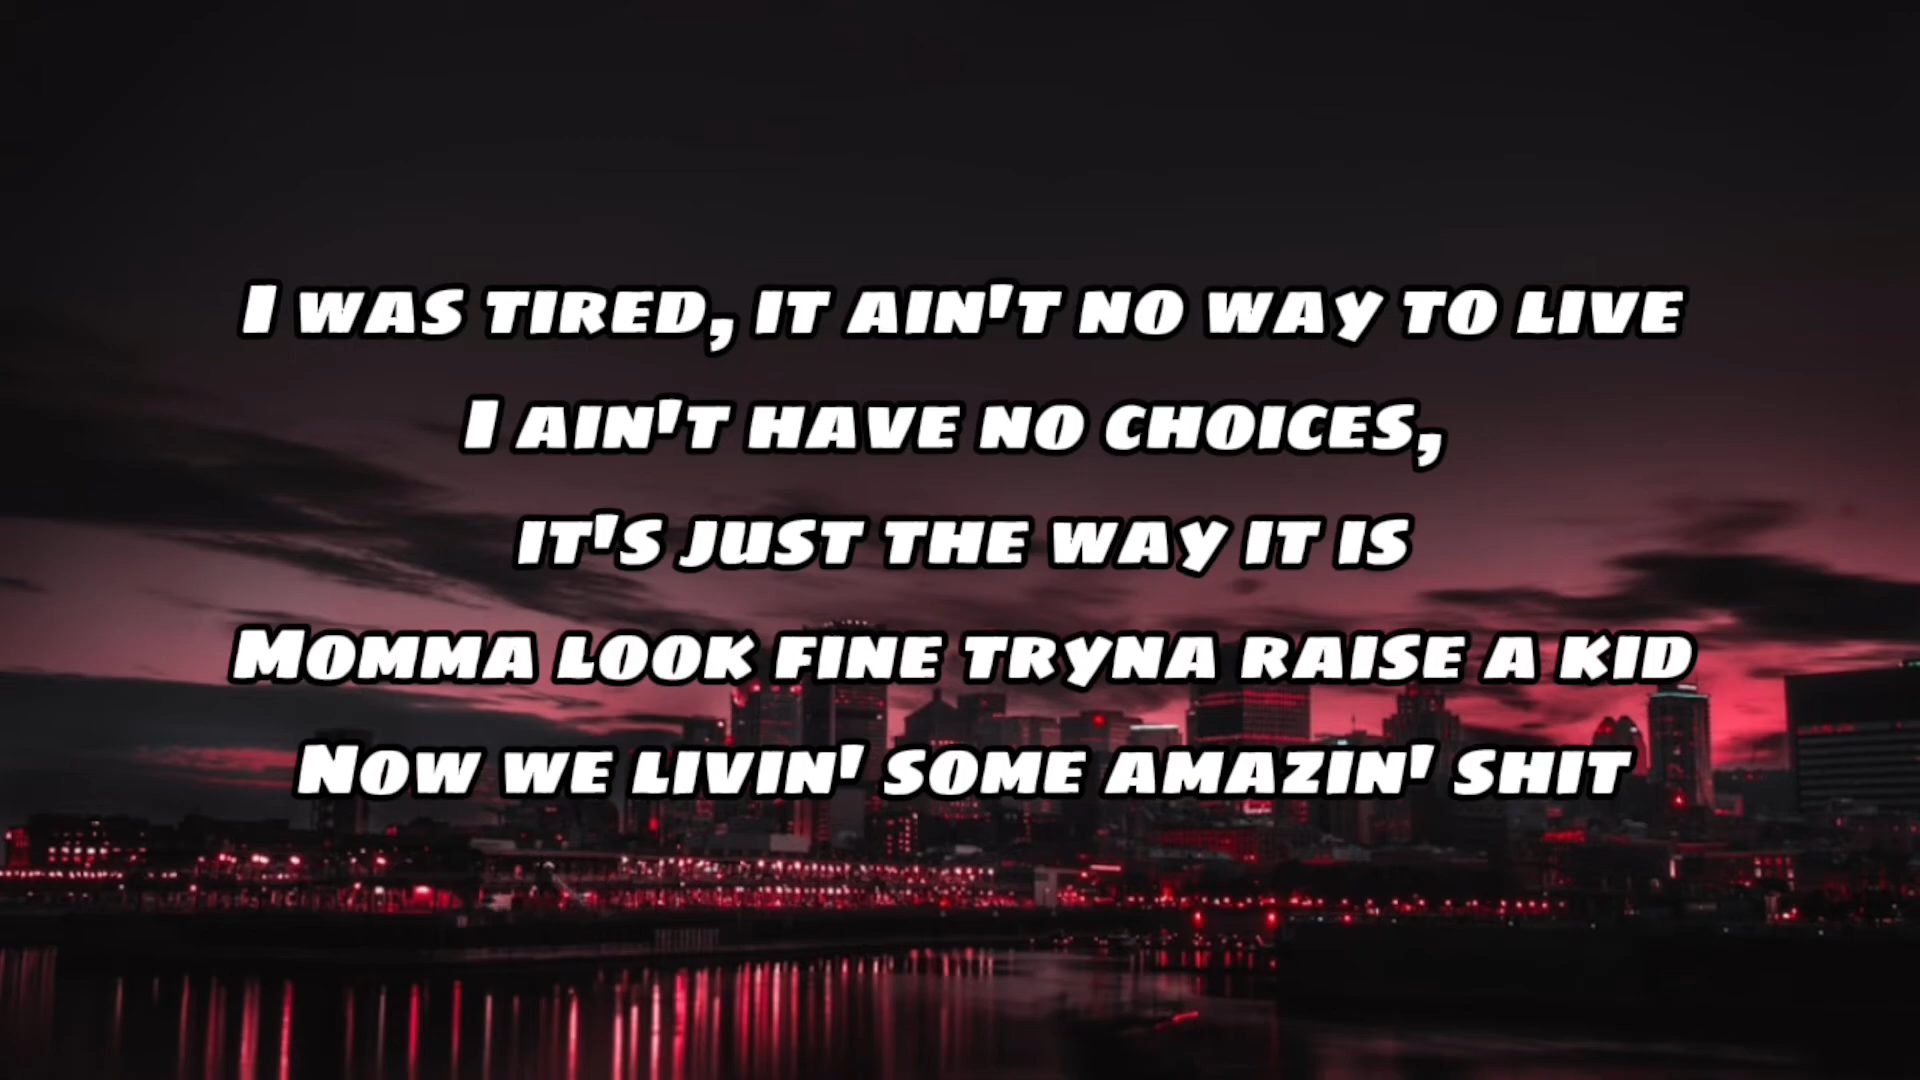 I was tired, it ain't no way to live
I ain't have no choices,
it's just the way it is
Momma look fine tryna raise a kid
Now we livin' some amazin' shit